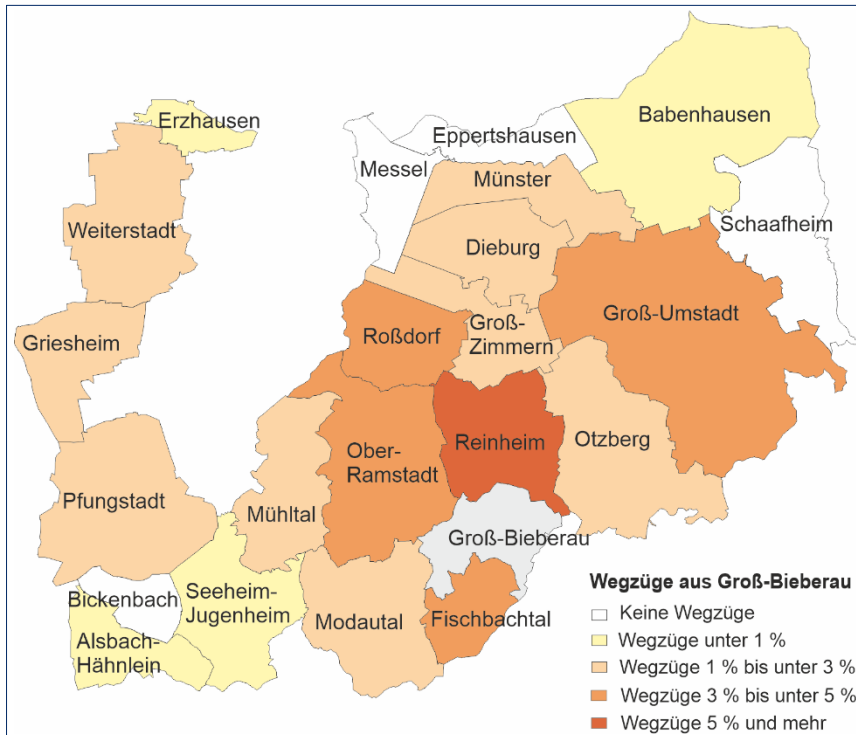 Erzhausen
Babenhausen
Eppertshausen
Messel
Münster
Schaafheim
Weiterstadt
Dieburg
Groß-Umstadt
Griesheim
Roßdorf
Groß-
Zimmern
Reinheim
Otzberg
Ober-
Ramstadt
Pfungstadt
Mühltal
Groß-Bieberau
Bickenbach
Seeheim-
Jugenheim
Modautal
Fischbachtal
Alsbach-
Hähnlein
Wegzüge aus Groß-Bieberau
Keine Wegzüge
Wegzüge unter 1 %
Wegzüge 1 % bis unter 3 %
Wegzüge 3 % bis unter 5 %
Wegzüge 5 % und mehr